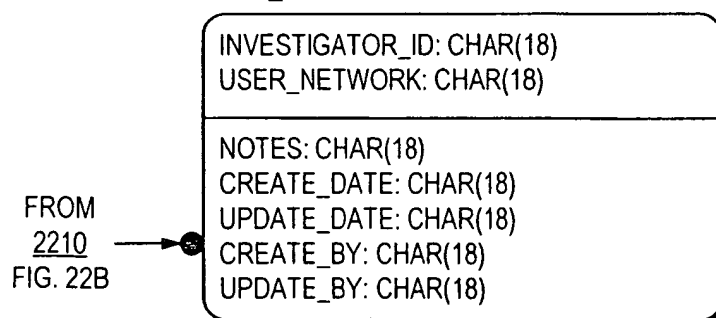 INVESTIGATOR_ID: CHAR(18)
USER_NETWORK: CHAR(18)
NOTES: CHAR(18)
CREATE_DATE: CHAR(18)
UPDATE_DATE: CHAR(18)
CREATE_BY: CHAR(18)
UPDATE_BY: CHAR(18)
FROM
2210
FIG. 22B